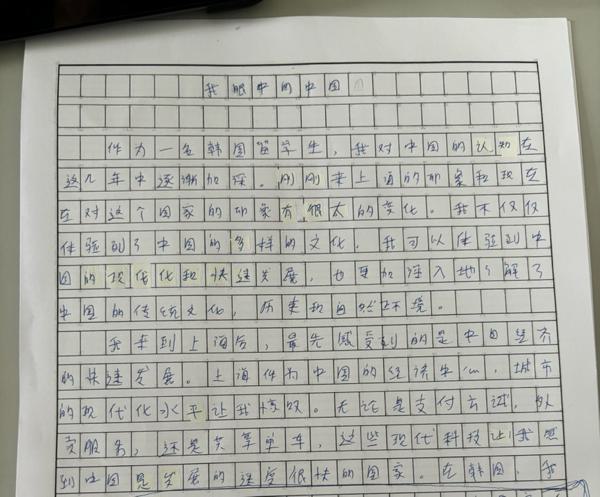 我眼中的中国
作为一名韩国留学生，我对中国的认知在
这几年中逐渐加深。刚刚来上海的印象和现在
在对这个国家的印象有很大的变化。我不仅仅
体验到了中国的多样的文化，我可以体验到中
国的现代化和快速发展，也更加深入地了解了
中国的传统文化，历史和自然环境。
我来到上海后，最先感受到的是中国经济
的快速发展。上海作为中国的经济中心，城市
的现代化水平让我惊叹。无论是支付方式，外
卖服务，还是共享单车，这些现代科技让我感
到中国是发展的速度很快的国家。在韩国，我